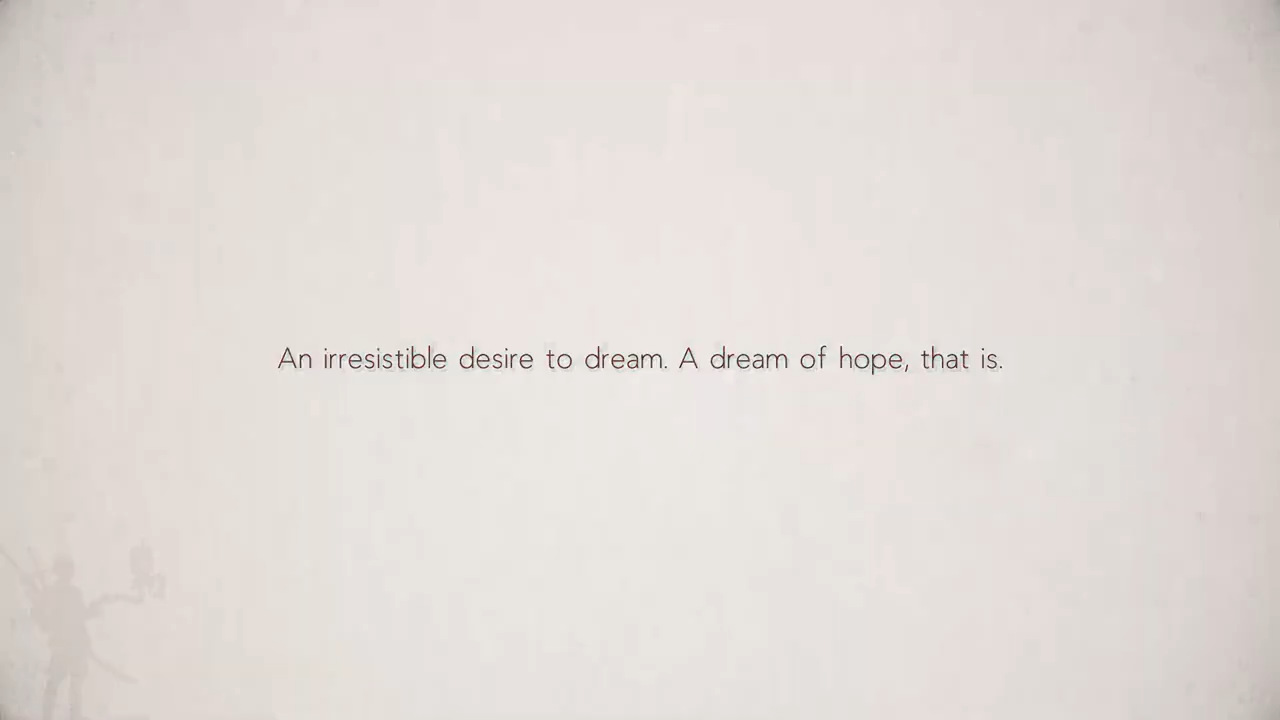 An irresistible desire to dream. A dream of hope, that is.